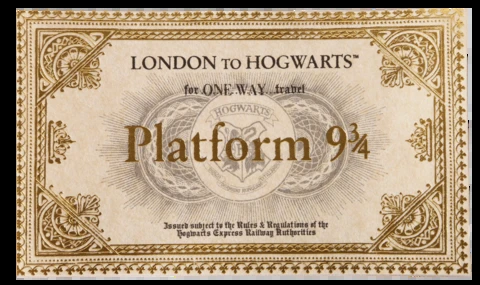 LONDON TO HOGWARTS™
for ONE WAY...travel
HOGWARTS
Platform 9¾
Issued subject to the Rules & Regulations of the
Hogwarts Express Railway Authorities